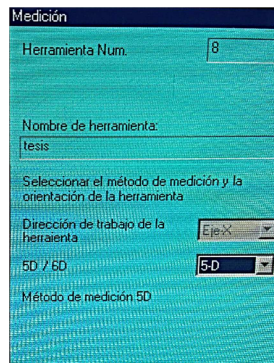 Medición
Herramienta Num.
8
Nombre de herramienta:
tesis
Seleccionar el método de medición y la
orientación de la herramienta
Dirección de trabajo de la
herraienta
Eje-X
5D / 6D
5-D
Método de medición 5D